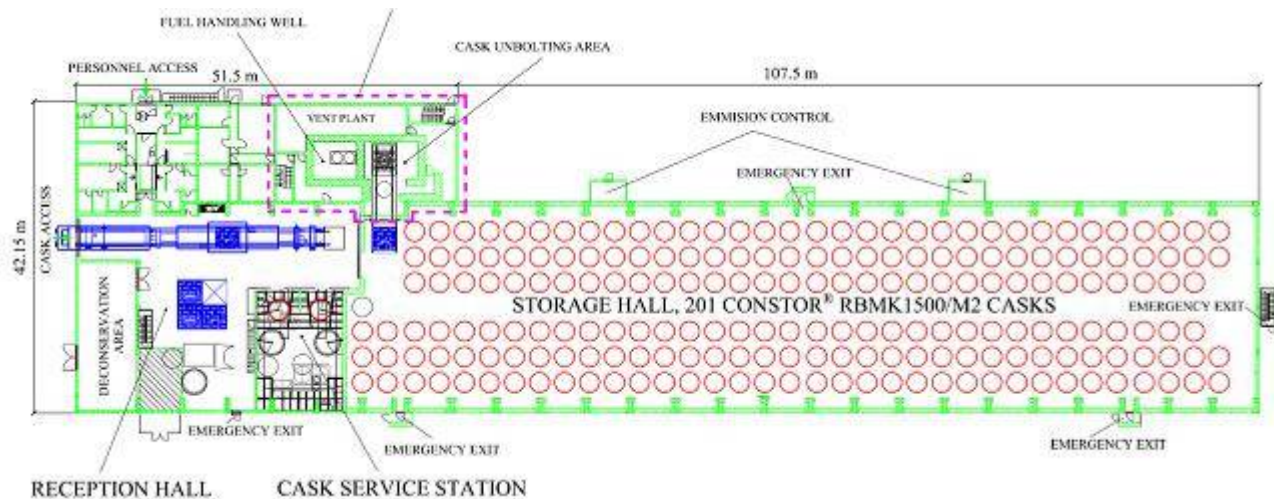 FUEL HANDLING WELL
CASK UNBOLTING AREA
PERSONNEL ACCESS
51.5 m
107.5 m
VENT PLANT
EMMISION CONTROL
EMERGENCY EXIT
CASK ACCESS
42.15 m
STORAGE HALL, 201 CONSTOR® RBMK1500/M2 CASKS
EMERGENCY EXIT
DECONSERVATION
AREA
EMERGENCY EXIT
EMERGENCY EXIT
EMERGENCY EXIT
RECEPTION HALL
CASK SERVICE STATION